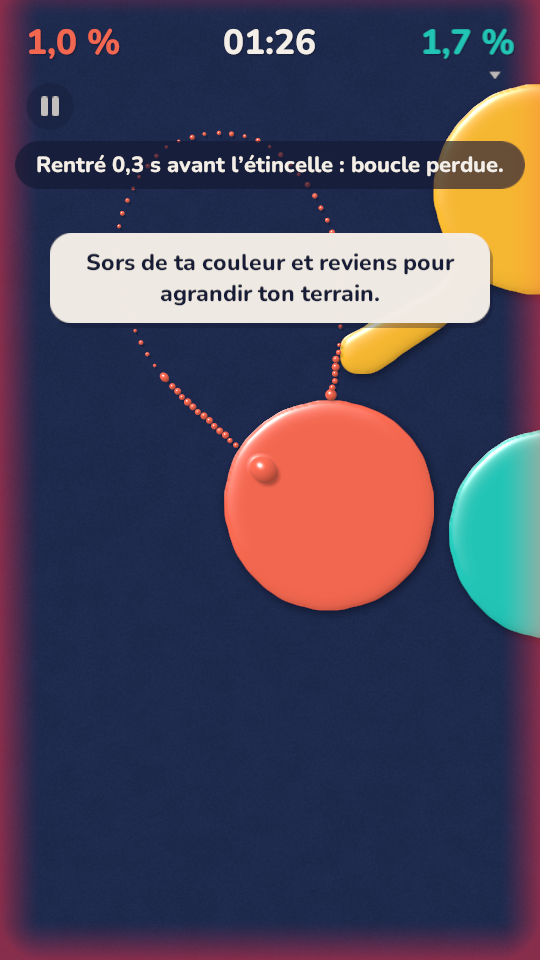 1,0 %
01:26
1,7 %
Rentré 0,3 s avant l’étincelle : boucle perdue.
Sors de ta couleur et reviens pour
agrandir ton terrain.